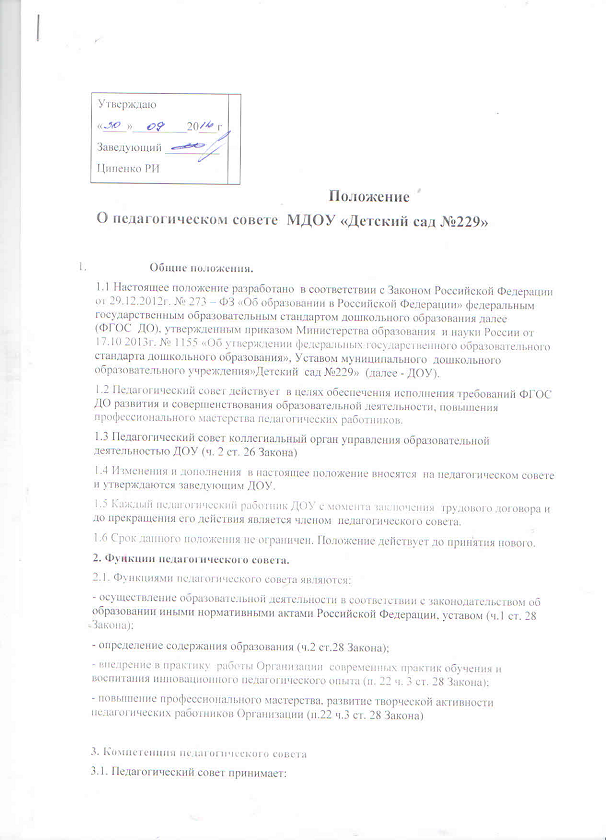 Утверждаю
«30 » 09 2016 г
Заведующий
Циненко РИ
Положение
О педагогическом совете МДОУ «Детский сад №229»
1. Общие положения.
1.1 Настоящее положение разработано в соответствии с Законом Российской Федерации
от 29.12.2012г. № 273 – ФЗ «Об образовании в Российской Федерации» федеральным
государственным образовательным стандартом дошкольного образования далее
(ФГОС ДО), утвержденным приказом Министерства образования и науки России от
17.10 2013г. № 1155 «Об утверждении федеральных государственного образовательного
стандарта дошкольного образования», Уставом муниципального дошкольного
образовательного учреждения»Детский сад №229» (далее - ДОУ).
1.2 Педагогический совет действует в целях обеспечения исполнения требований ФГОС
ДО развития и совершенствования образовательной деятельности, повышения
профессионального мастерства педагогических работников.
1.3 Педагогический совет коллегиальный орган управления образовательной
деятельностью ДОУ (ч. 2 ст. 26 Закона)
1.4 Изменения и дополнения в настоящее положение вносятся на педагогическом совете
и утверждаются заведующим ДОУ.
1.5 Каждый педагогический работник ДОУ с момента заключения трудового договора и
до прекращения его действия является членом педагогического совета.
1.6 Срок данного положения не ограничен. Положение действует до принятия нового.
2. Функции педагогического совета.
2.1. Функциями педагогического совета являются:
- осуществление образовательной деятельности в соответствии с законодательством об
образовании иными нормативными актами Российской Федерации, уставом (ч.1 ст. 28
Закона);
- определение содержания образования (ч.2 ст.28 Закона);
- внедрение в практику работы Организации современных практик обучения и
воспитания инновационного педагогического опыта (п. 22 ч. 3 ст. 28 Закона);
- повышение профессионального мастерства, развитие творческой активности
педагогических работников Организации (п.22 ч.3 ст. 28 Закона)
3. Компетенция педагогического совета
3.1. Педагогический совет принимает: